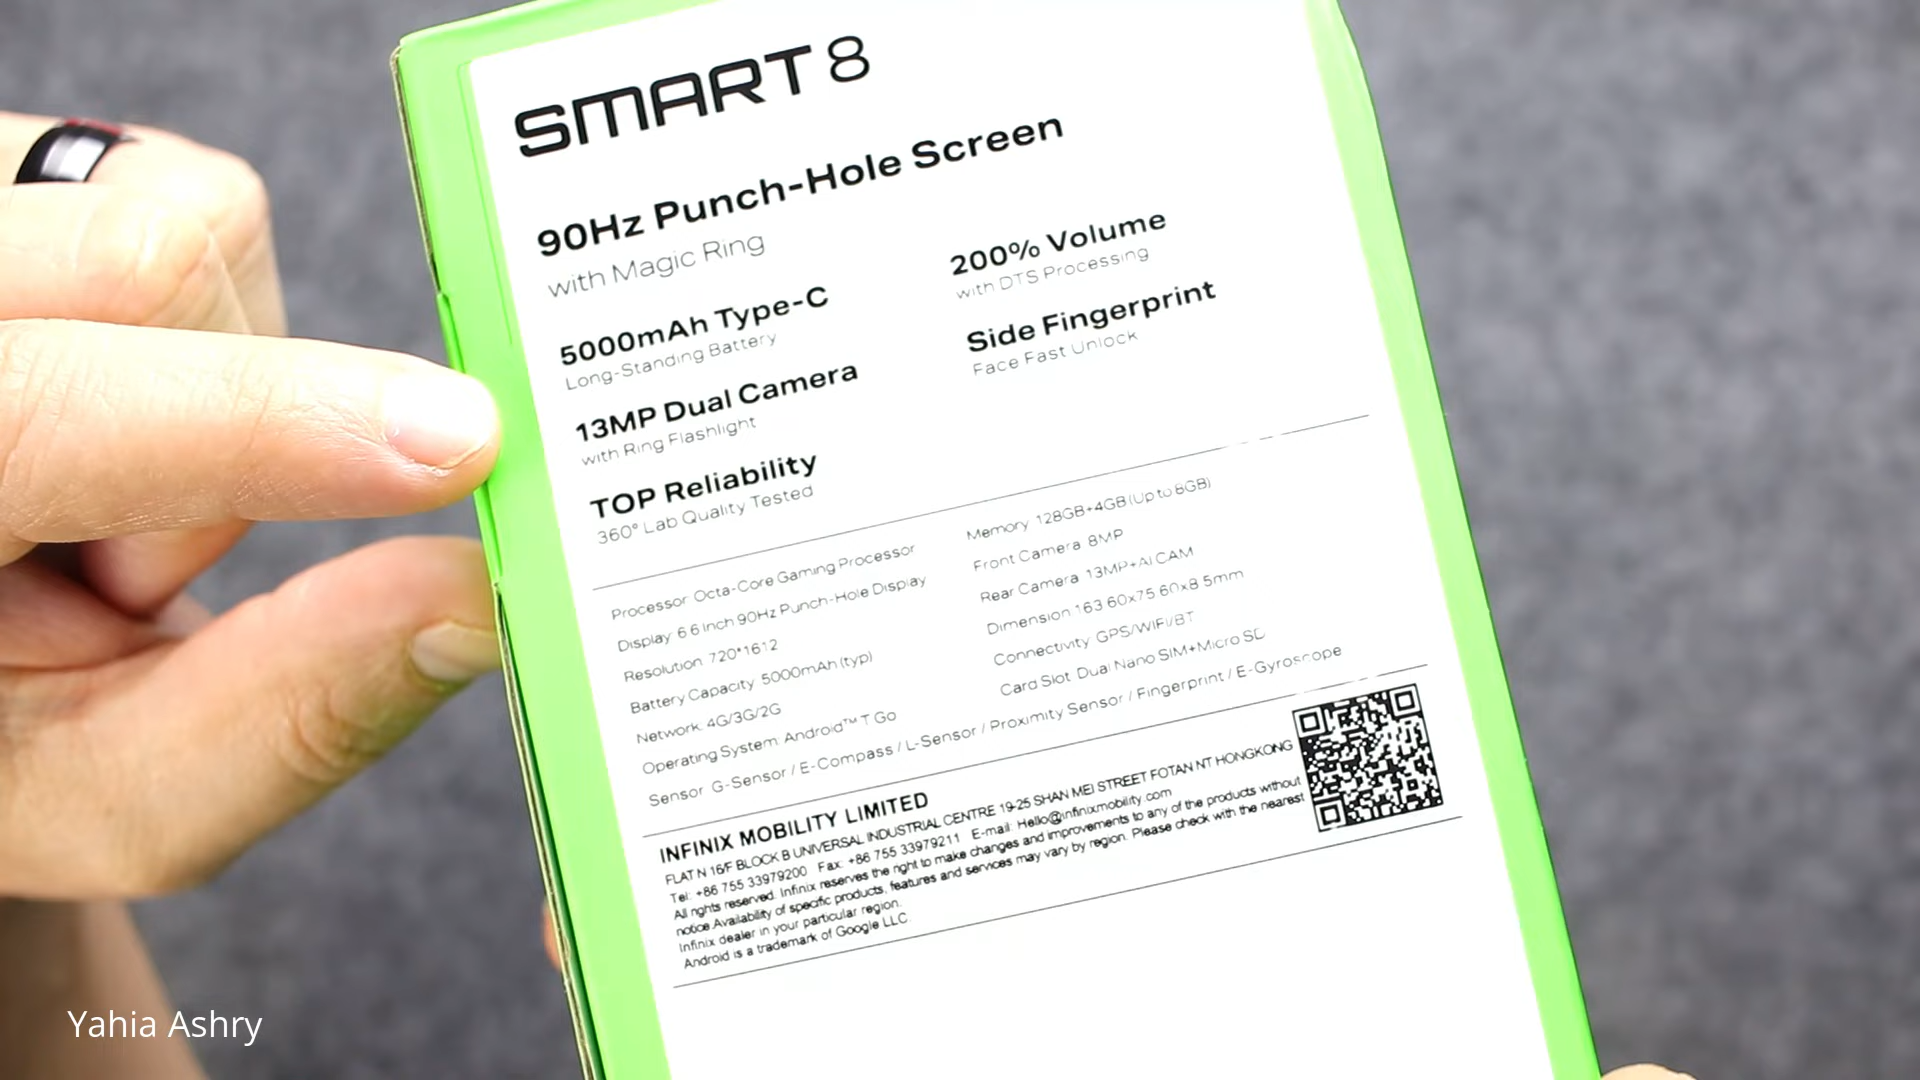 SMART 8
90Hz Punch-Hole Screen
with Magic Ring
5000mAh Type-C
Long-Standing Battery
13MP Dual Camera
with Ring Flashlight
TOP Reliability
360° Lab Quality Tested
200% Volume
with DTS Processing
Side Fingerprint
Face Fast Unlock
Processor Octa-Core Gaming Processor
Display 6.6 Inch 90Hz Punch-Hole Display
Resolution 720*1612
Battery Capacity 5000mAh (typ)
Network 4G/3G/2G
Operating System Android™ T Go
Memory 128GB+4GB (Up to 8GB)
Front Camera 8MP
Rear Camera 13MP+AI CAM
Dimension 163.60x75.60x8.5mm
Connectivity GPS/WIFI/BT
Card Slot Dual Nano SIM+Micro SD
Sensor G-Sensor / E-Compass / L-Sensor / Proximity Sensor / Fingerprint / E-Gyroscope
INFINIX MOBILITY LIMITED
FLAT N 16/F BLOCK B UNIVERSAL INDUSTRIAL CENTRE 19-25 SHAN MEI STREET FOTAN NT HONGKONG
Tel: +86 755 33979200 Fax: +86 755 33979211 E-mail: Hello@infinixmobility.com
All rights reserved. Infinix reserves the right to make changes and improvements to any of the products without
notice.Availability of specific products, features and services may vary by region. Please check with the nearest
Infinix dealer in your particular region.
Android is a trademark of Google LLC.
Yahia Ashry